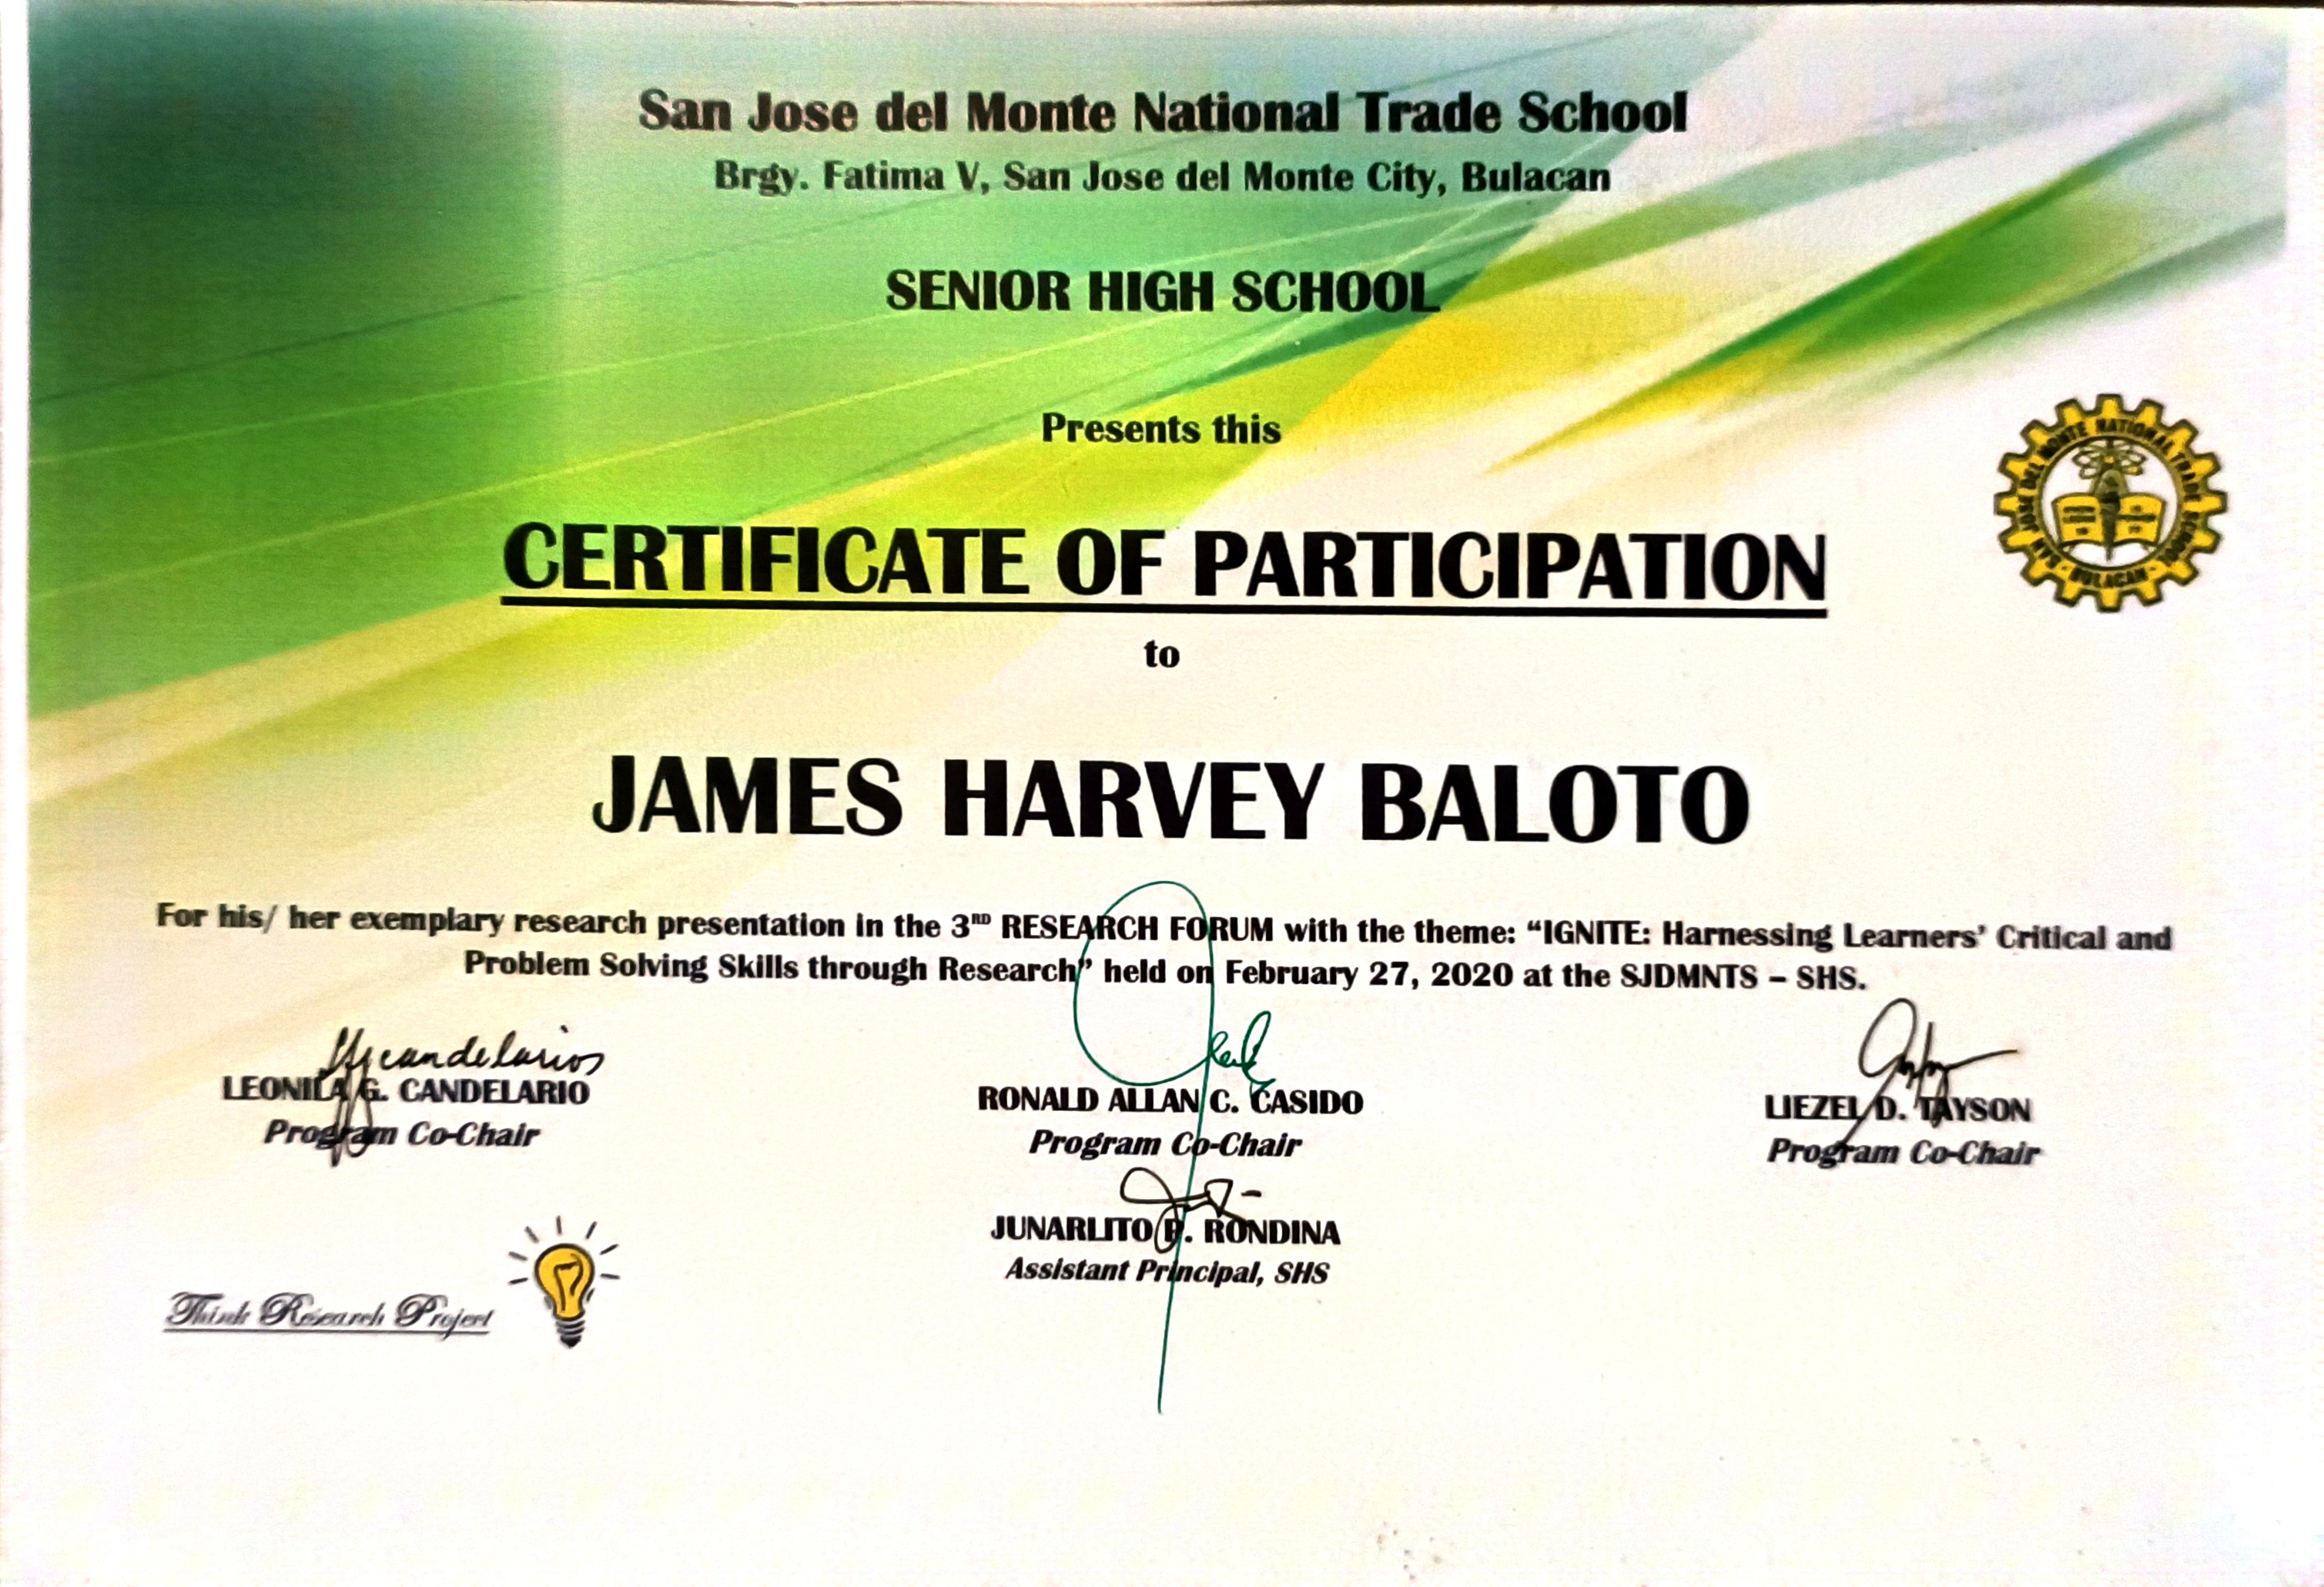 San Jose del Monte National Trade School
Brgy. Fatima V, San Jose del Monte City, Bulacan
SENIOR HIGH SCHOOL
Presents this
CERTIFICATE OF PARTICIPATION
SAN JOSE DEL MONTE NATIONAL TRADE SCHOOL
BULACAN
to
JAMES HARVEY BALOTO
For his/ her exemplary research presentation in the 3ᴿᴰ RESEARCH FORUM with the theme: “IGNITE: Harnessing Learners’ Critical and
Problem Solving Skills through Research” held on February 27, 2020 at the SJDMNTS – SHS.
LEONILA G. CANDELARIO
Program Co-Chair
RONALD ALLAN C. CASIDO
Program Co-Chair
LIEZEL D. TAYSON
Program Co-Chair
JUNARLITO P. RONDINA
Assistant Principal, SHS
Think Research Project